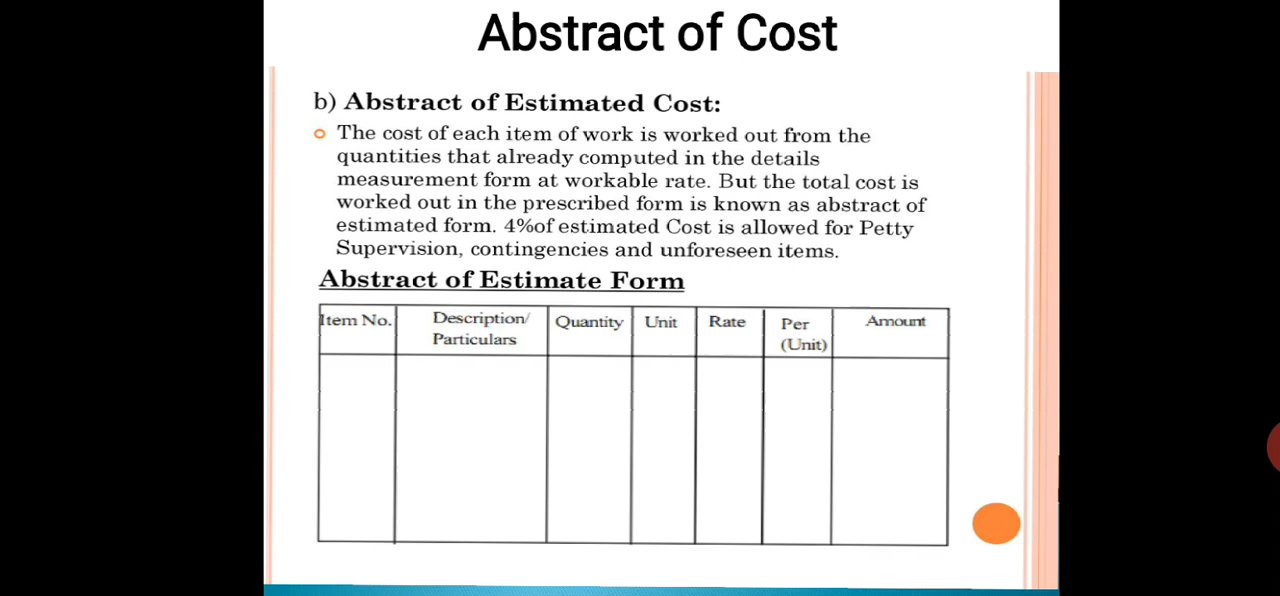 Abstract of Cost
b) Abstract of Estimated Cost:
The cost of each item of work is worked out from the
quantities that already computed in the details
measurement form at workable rate. But the total cost is
worked out in the prescribed form is known as abstract of
estimated form. 4%of estimated Cost is allowed for Petty
Supervision, contingencies and unforeseen items.
Abstract of Estimate Form
Item No. Description/ Quantity Unit Rate Per Amount
Particulars (Unit)